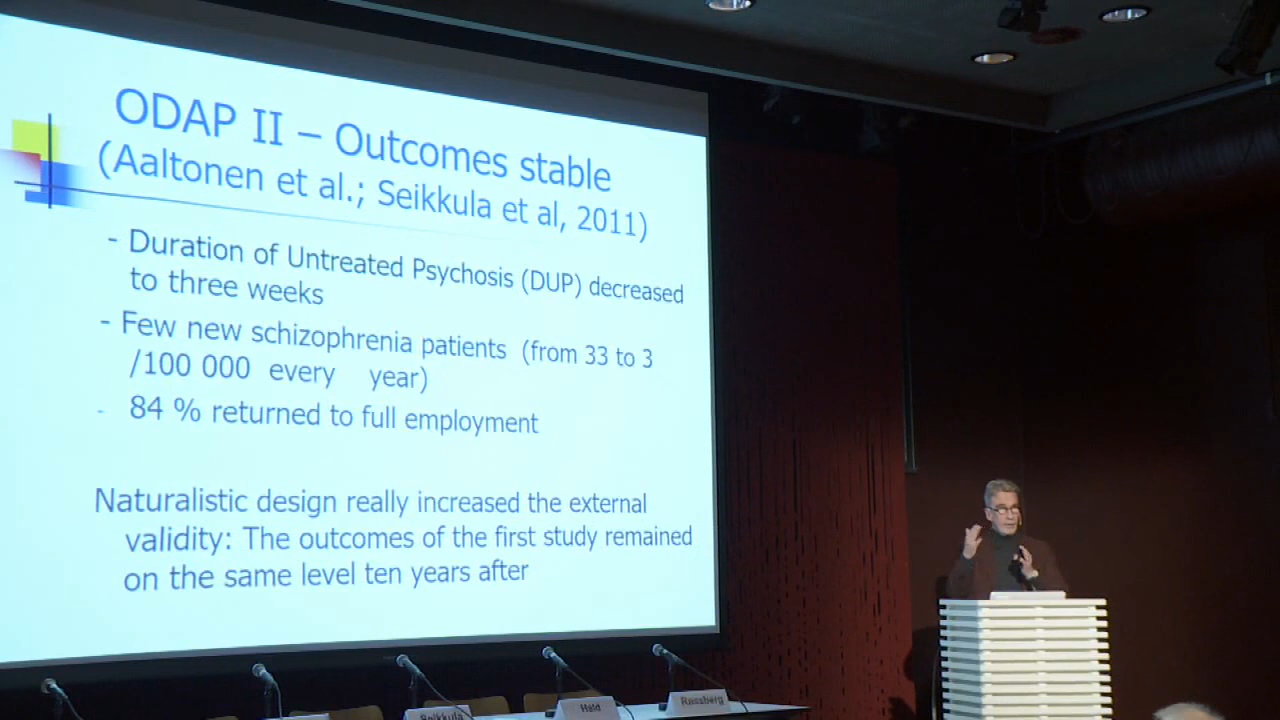 ODAP II – Outcomes stable
(Aaltonen et al.; Seikkula et al, 2011)
- Duration of Untreated Psychosis (DUP) decreased
to three weeks
- Few new schizophrenia patients (from 33 to 3
/100 000 every year)
- 84 % returned to full employment
Naturalistic design really increased the external
validity: The outcomes of the first study remained
on the same level ten years after
Seikkula
Håld
Rossberg